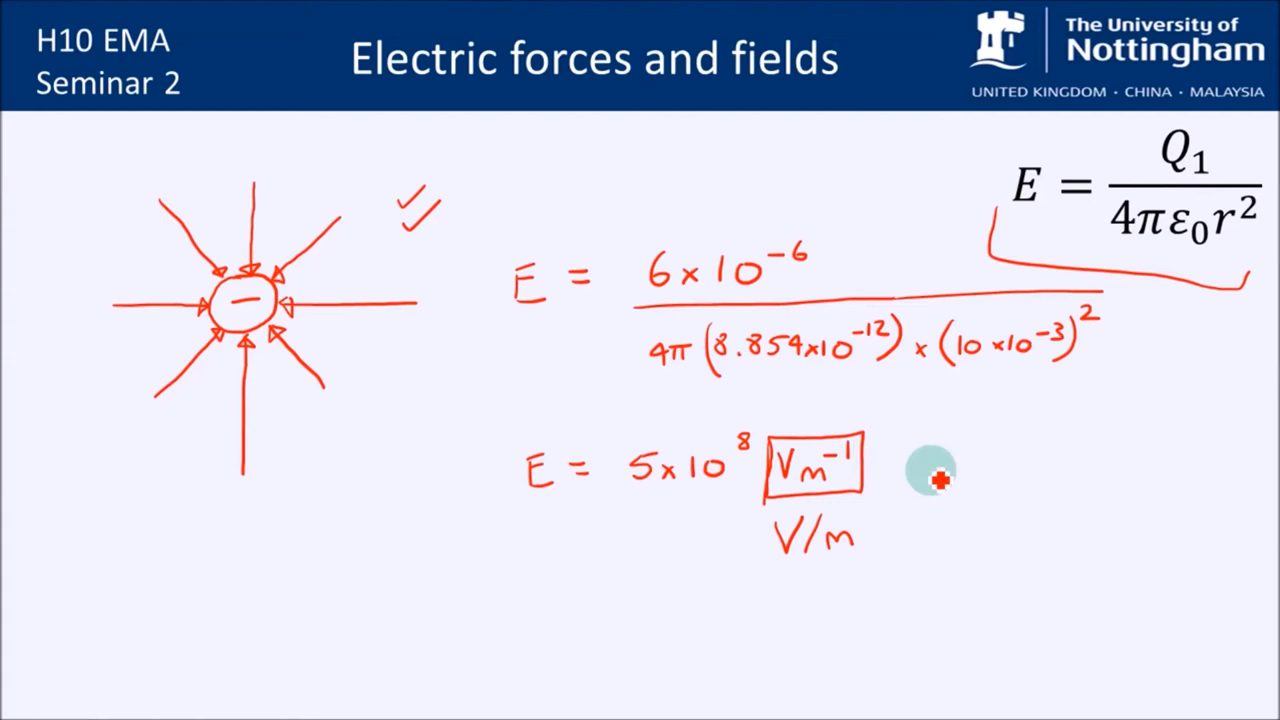 H10 EMA
Seminar 2
Electric forces and fields
The University of
Nottingham
UNITED KINGDOM · CHINA · MALAYSIA
E = Q₁ / 4πε₀r²
E = 6×10⁻⁶ / 4π(8.854×10⁻¹²)×(10×10⁻³)²
−
E = 5×10⁸ Vm⁻¹
V/m